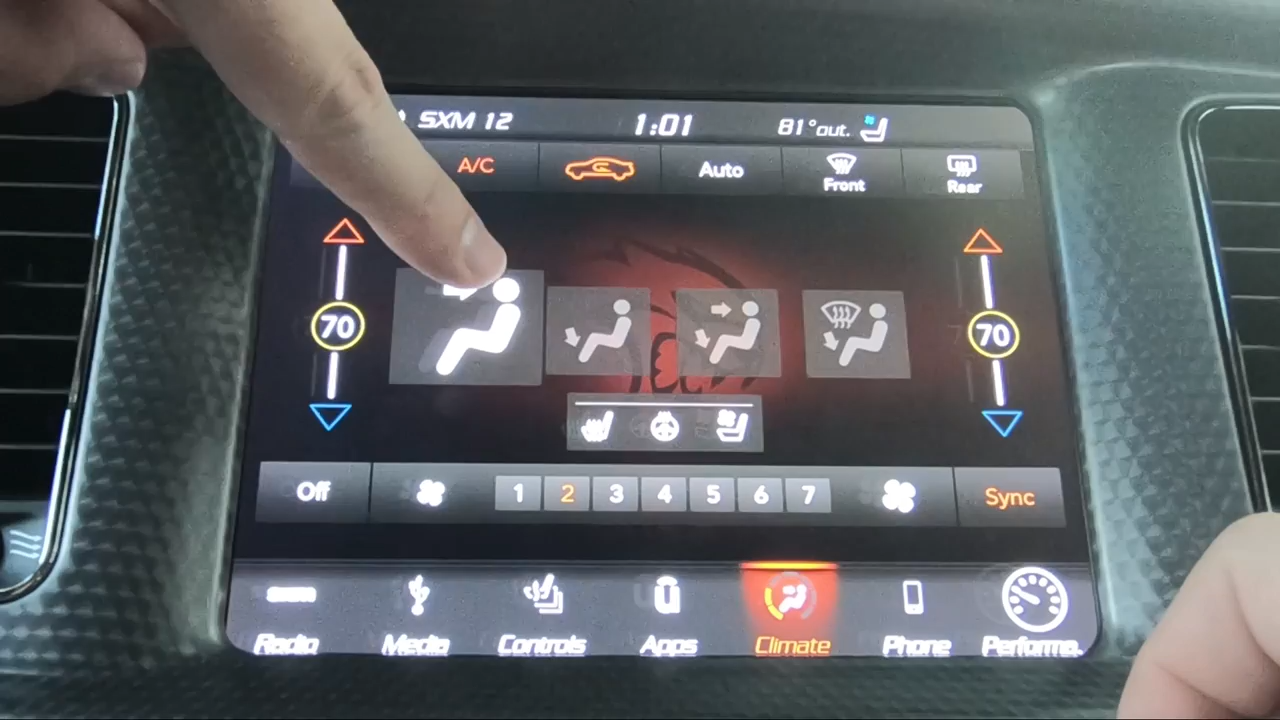 SXM 12 1:01 81°out.
A/C Auto Front Rear
70 70
Off 1 2 3 4 5 6 7 Sync
Radio Media Controls Apps Climate Phone Performa..